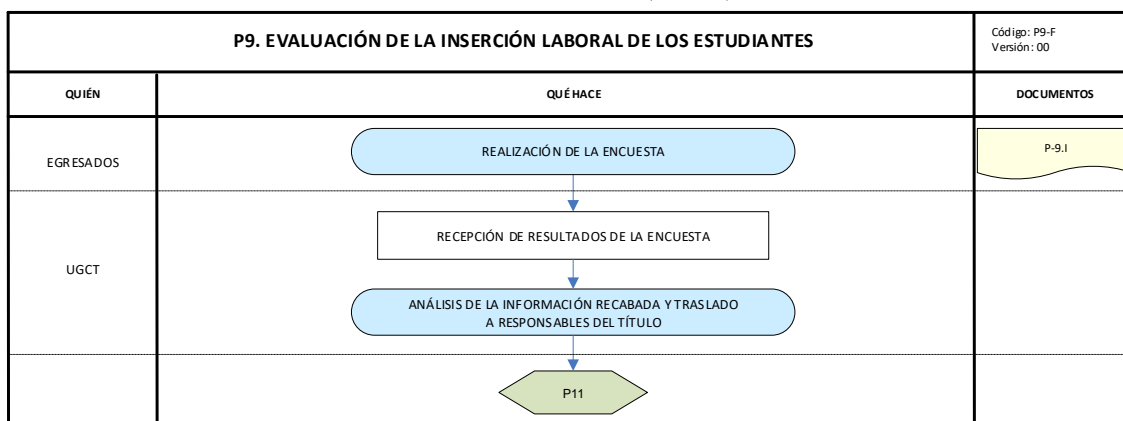 P9. EVALUACIÓN DE LA INSERCIÓN LABORAL DE LOS ESTUDIANTES
Código: P9-F
Versión: 00
QUIÉN
QUÉ HACE
DOCUMENTOS
EGRESADOS
REALIZACIÓN DE LA ENCUESTA
P-9.I
UGCT
RECEPCIÓN DE RESULTADOS DE LA ENCUESTA
ANÁLISIS DE LA INFORMACIÓN RECABADA Y TRASLADO
A RESPONSABLES DEL TÍTULO
P11